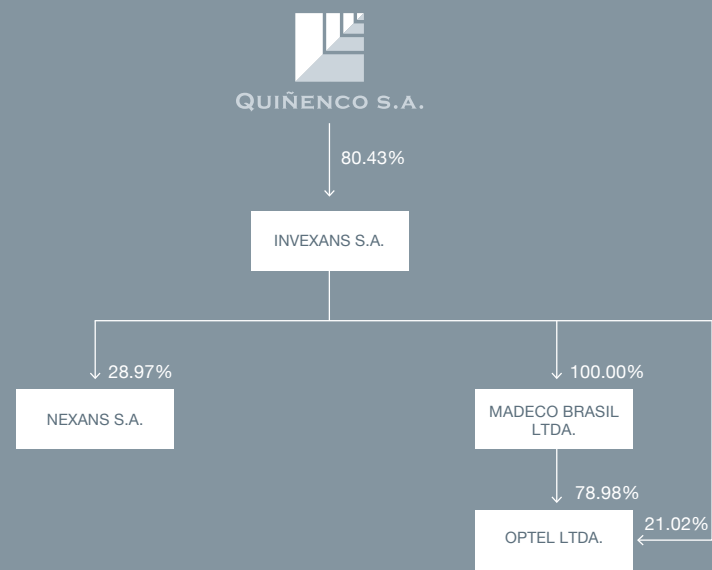 QUIÑENCO S.A.
80.43%
INVEXANS S.A.
28.97%
100.00%
NEXANS S.A.
MADECO BRASIL
LTDA.
78.98%
OPTEL LTDA.
21.02%